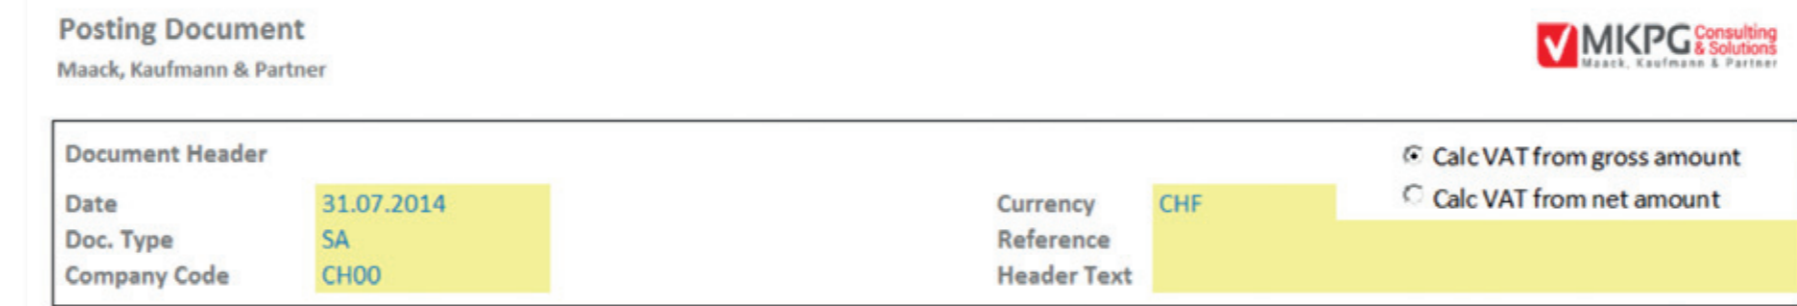 Posting Document
Maack, Kaufmann & Partner
MKPG Consulting & Solutions
Maack, Kaufmann & Partner
Document Header
Calc VAT from gross amount
Date 31.07.2014 Currency CHF Calc VAT from net amount
Doc. Type SA Reference
Company Code CH00 Header Text